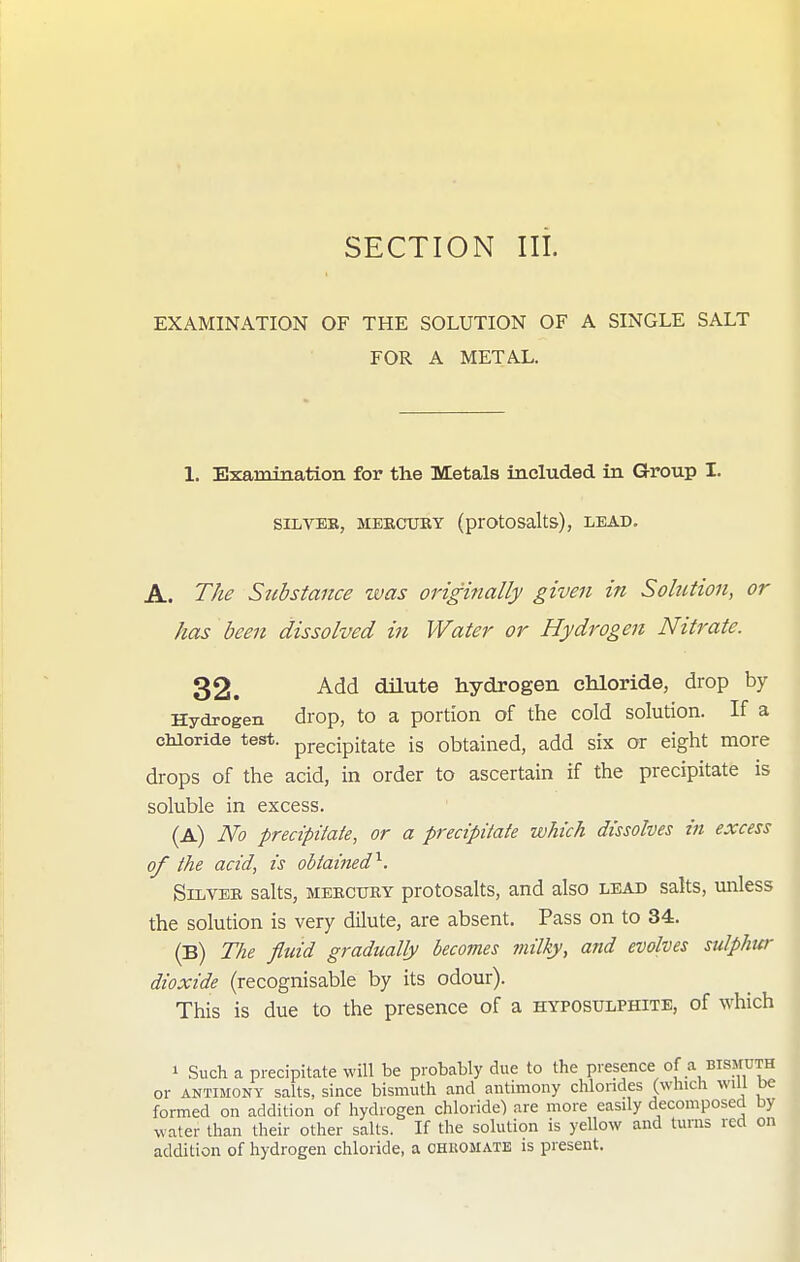 SECTION III.
EXAMINATION OF THE SOLUTION OF A SINGLE SALT
FOR A METAL.
1. Examination for the Metals included in Group I.
SILVER, MERCURY (protosalts), LEAD.
A. The Substance was originally given in Solution, or
has been dissolved in Water or Hydrogen Nitrate.
32. Add dilute hydrogen chloride, drop by
Hydrogen drop, to a portion of the cold solution. If a
chloride test. precipitate is obtained, add six or eight more
drops of the acid, in order to ascertain if the precipitate is
soluble in excess.
(A) No precipitate, or a precipitate which dissolves in excess
of the acid, is obtained¹.
SILVER salts, MERCURY protosalts, and also LEAD salts, unless
the solution is very dilute, are absent. Pass on to 34.
(B) The fluid gradually becomes milky, and evolves sulphur
dioxide (recognisable by its odour).
This is due to the presence of a HYPOSULPHITE, of which
¹ Such a precipitate will be probably due to the presence of a BISMUTH
or ANTIMONY salts, since bismuth and antimony chlorides (which will be
formed on addition of hydrogen chloride) are more easily decomposed by
water than their other salts. If the solution is yellow and turns red on
addition of hydrogen chloride, a CHROMATE is present.